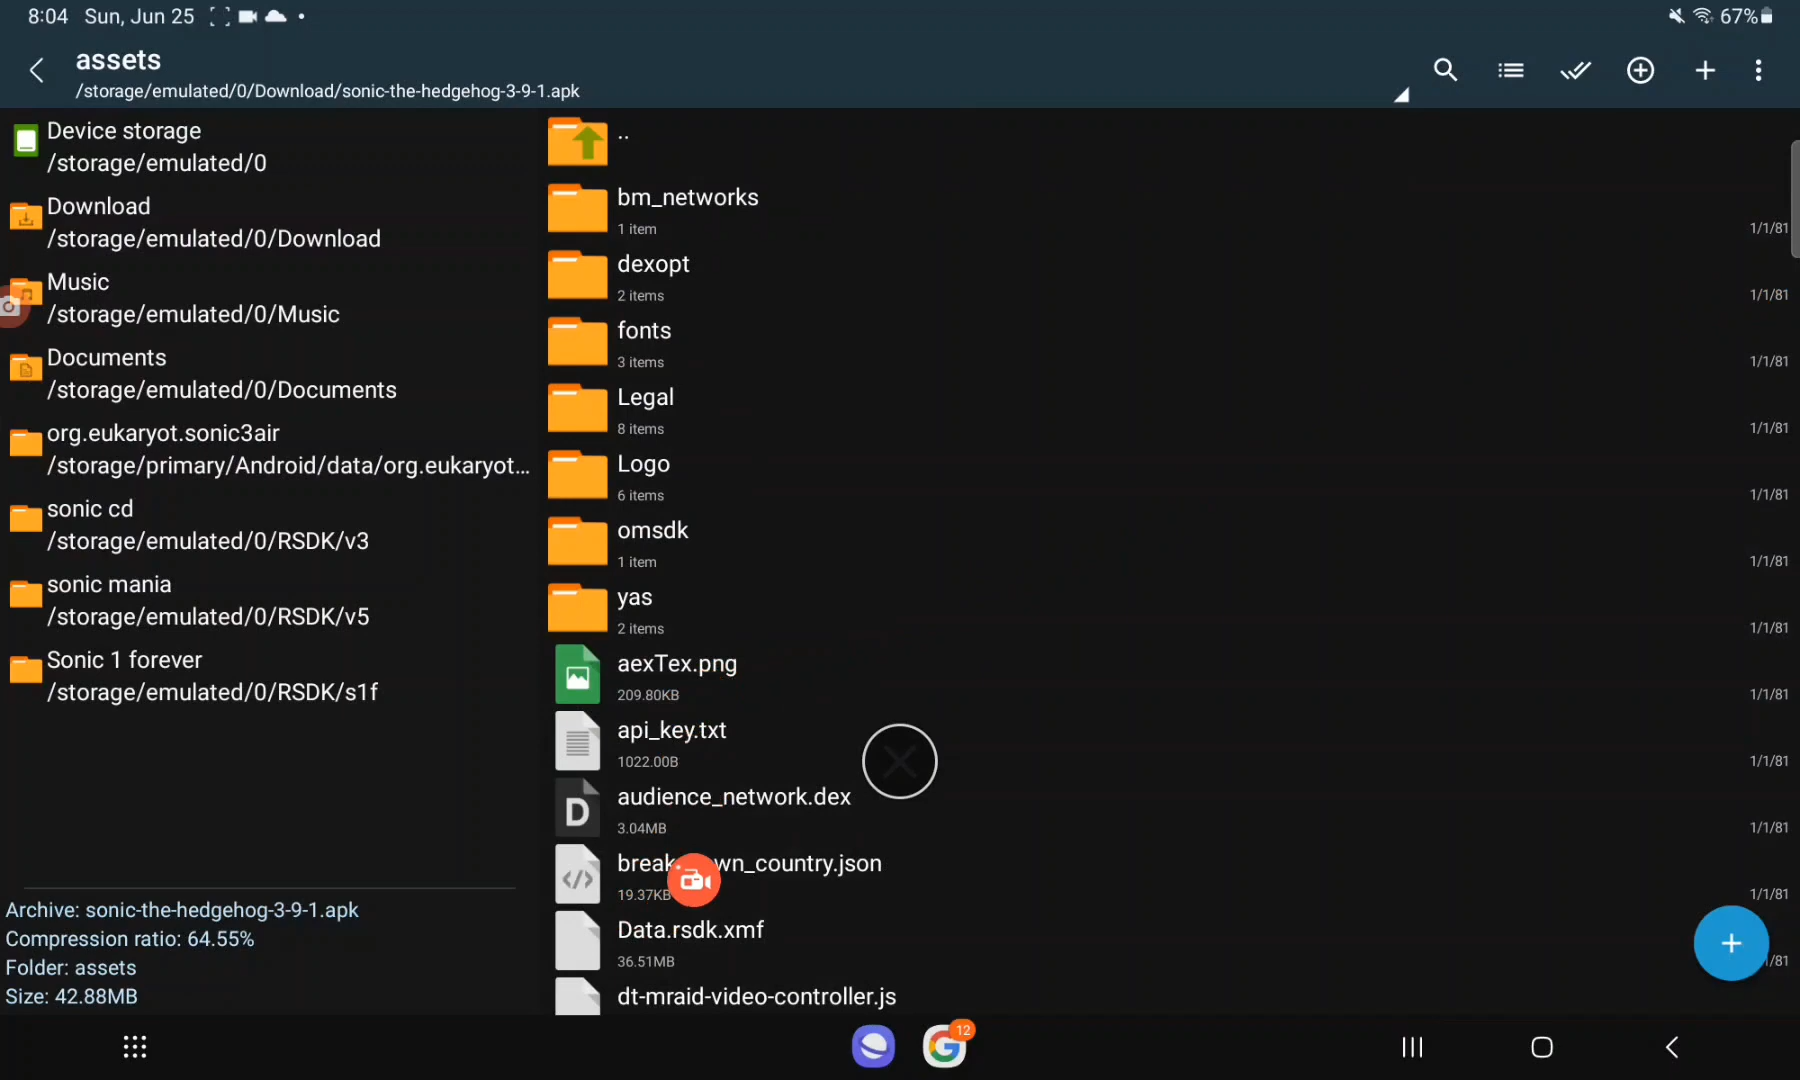 8:04 Sun, Jun 25
67%
assets
/storage/emulated/0/Download/sonic-the-hedgehog-3-9-1.apk
Device storage
/storage/emulated/0
Download
/storage/emulated/0/Download
Music
/storage/emulated/0/Music
Documents
/storage/emulated/0/Documents
org.eukaryot.sonic3air
/storage/primary/Android/data/org.eukaryot...
sonic cd
/storage/emulated/0/RSDK/v3
sonic mania
/storage/emulated/0/RSDK/v5
Sonic 1 forever
/storage/emulated/0/RSDK/s1f
Archive: sonic-the-hedgehog-3-9-1.apk
Compression ratio: 64.55%
Folder: assets
Size: 42.88MB
..
bm_networks
1 item
1/1/81
dexopt
2 items
1/1/81
fonts
3 items
1/1/81
Legal
8 items
1/1/81
Logo
6 items
1/1/81
omsdk
1 item
1/1/81
yas
2 items
1/1/81
aexTex.png
209.80KB
1/1/81
api_key.txt
1022.00B
1/1/81
D
audience_network.dex
3.04MB
1/1/81
break wn_country.json
19.37KB
1/1/81
Data.rsdk.xmf
36.51MB
/81
dt-mraid-video-controller.js
12